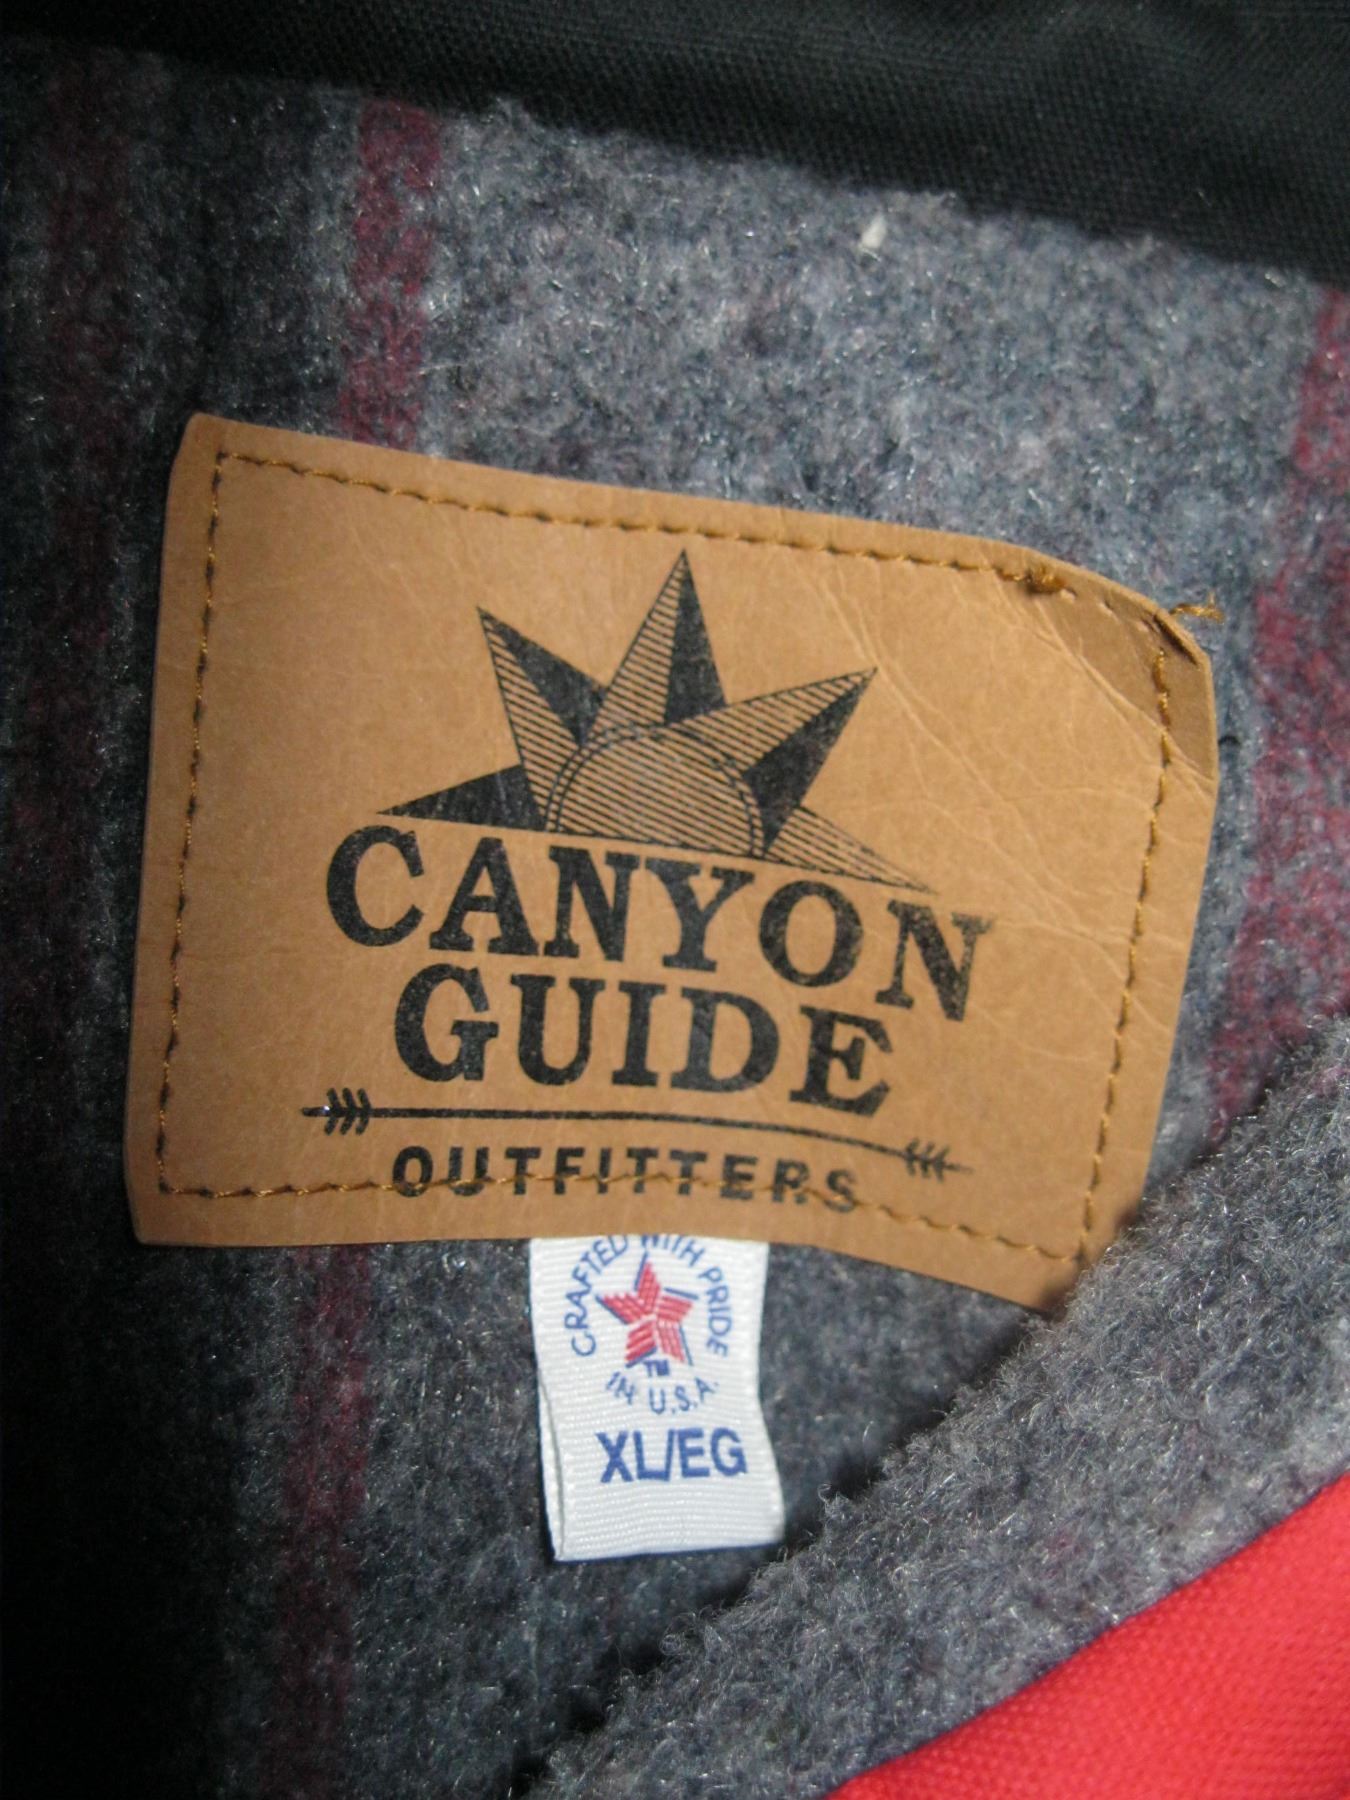 CANYON
GUIDE
OUTFITTERS
CRAFTED WITH PRIDE
TM
IN U.S.A.
XL/EG